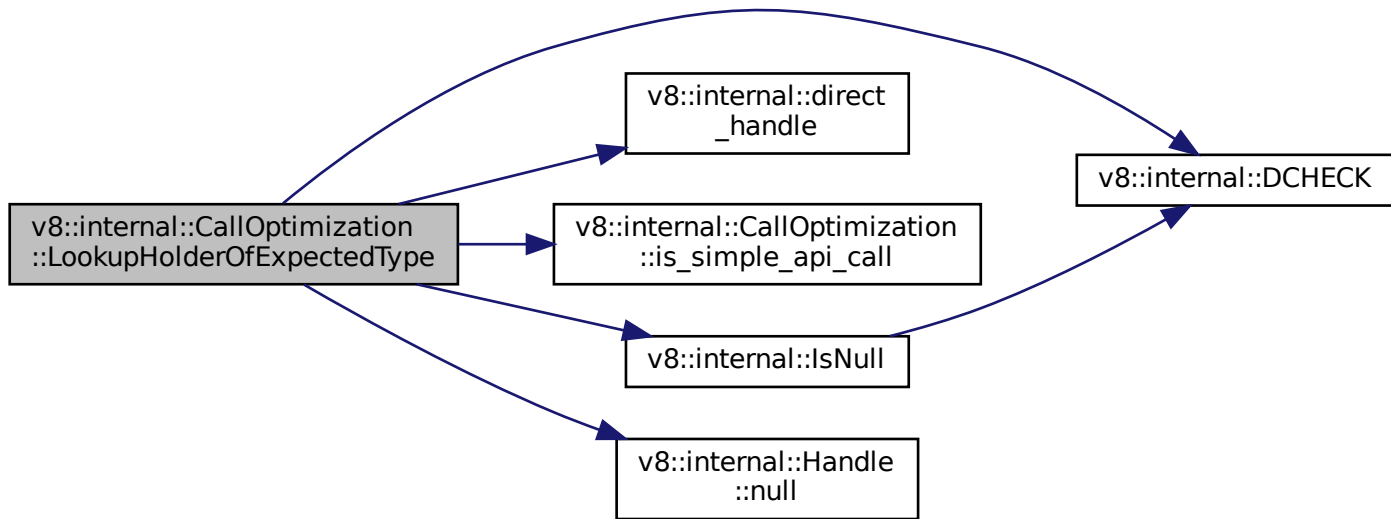 v8::internal::CallOptimization
::LookupHolderOfExpectedType
v8::internal::direct
_handle
v8::internal::CallOptimization
::is_simple_api_call
v8::internal::IsNull
v8::internal::Handle
::null
v8::internal::DCHECK